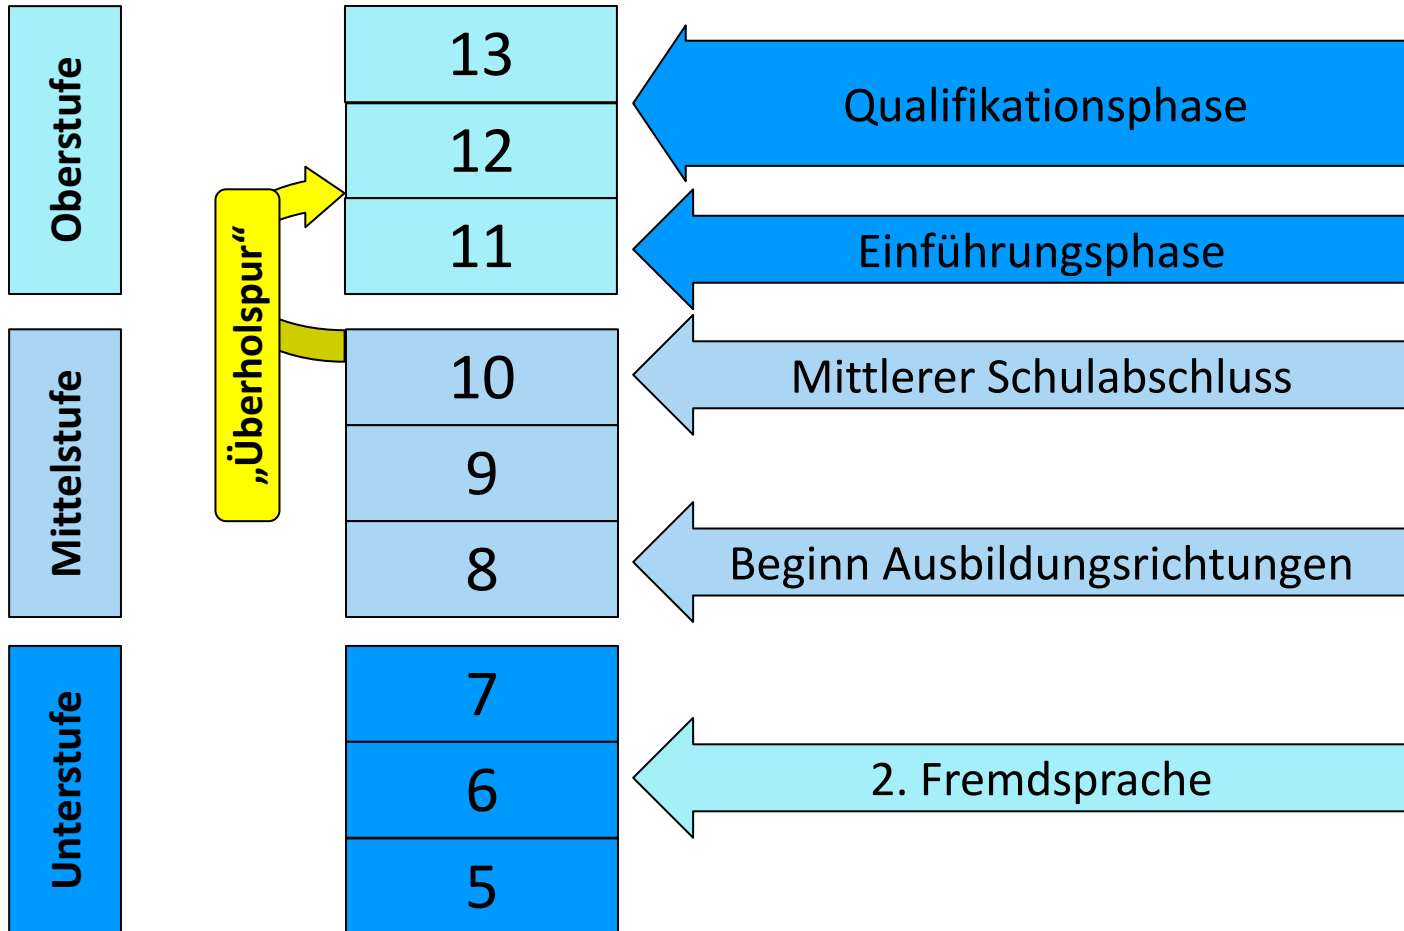 Oberstufe
13
12
11
Qualifikationsphase
Einführungsphase
„Überholspur“
Mittelstufe
10
9
8
Mittlerer Schulabschluss
Beginn Ausbildungsrichtungen
Unterstufe
7
6
5
2. Fremdsprache